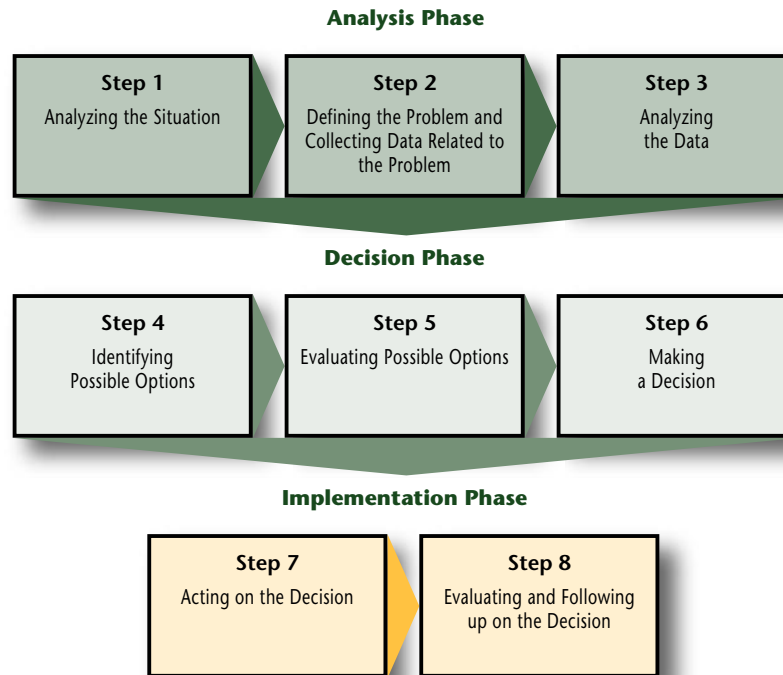 Analysis Phase
Step 1
Analyzing the Situation
Step 2
Defining the Problem and
Collecting Data Related to
the Problem
Step 3
Analyzing
the Data
Decision Phase
Step 4
Identifying
Possible Options
Step 5
Evaluating Possible Options
Step 6
Making
a Decision
Implementation Phase
Step 7
Acting on the Decision
Step 8
Evaluating and Following
up on the Decision